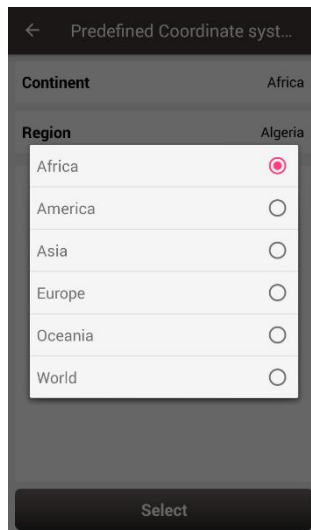 Predefined Coordinate syst...
Continent Africa
Region Algeria
Africa
America
Asia
Europe
Oceania
World
Select